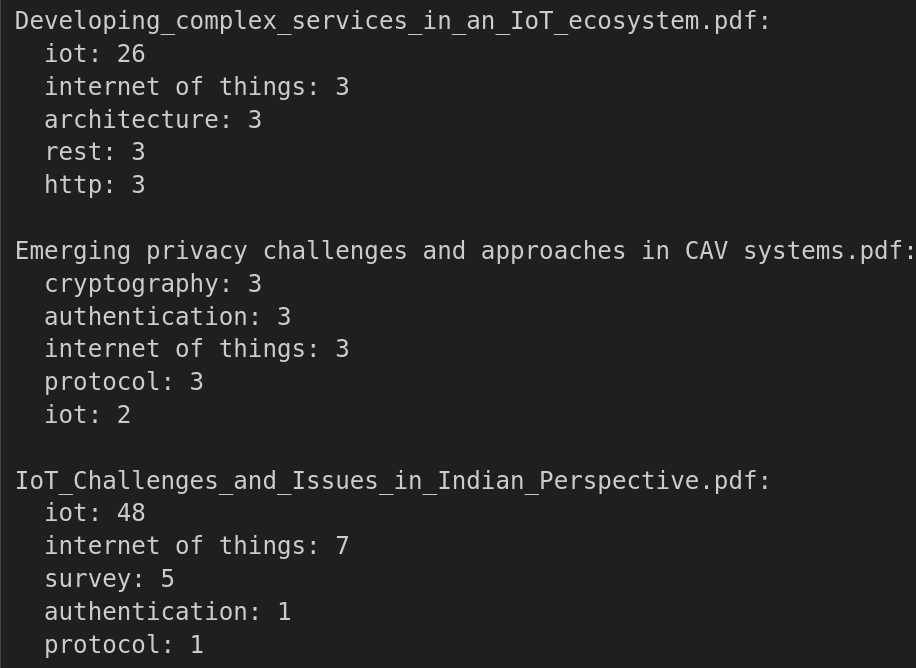 Developing_complex_services_in_an_IoT_ecosystem.pdf:
iot: 26
internet of things: 3
architecture: 3
rest: 3
http: 3
Emerging privacy challenges and approaches in CAV systems.pdf:
cryptography: 3
authentication: 3
internet of things: 3
protocol: 3
iot: 2
IoT_Challenges_and_Issues_in_Indian_Perspective.pdf:
iot: 48
internet of things: 7
survey: 5
authentication: 1
protocol: 1